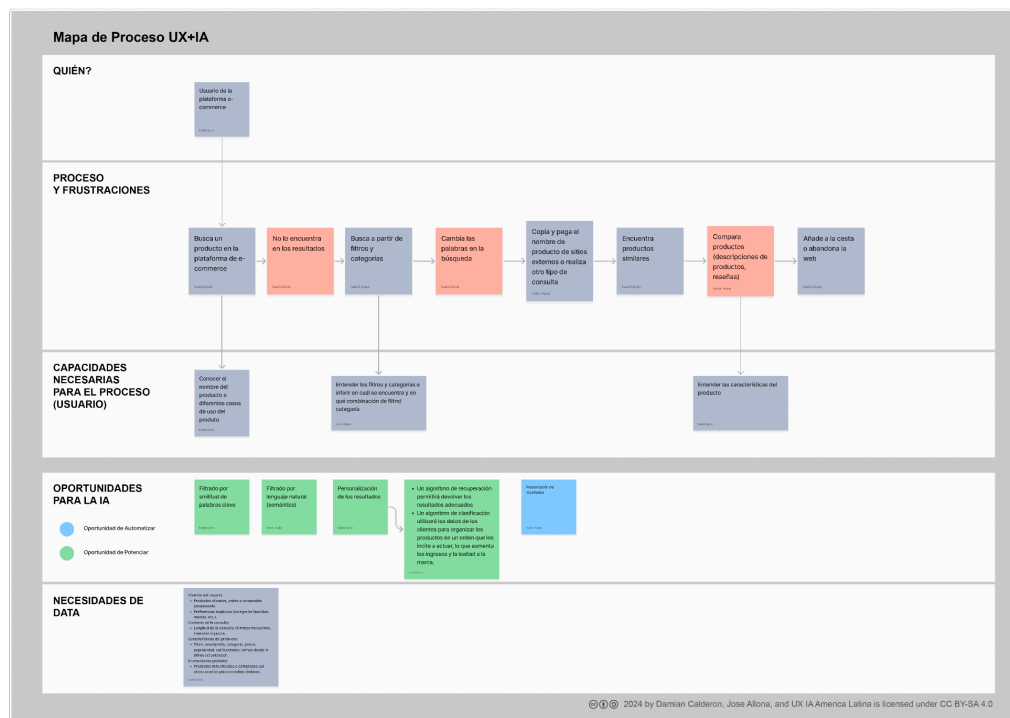 Mapa de Proceso UX+IA
QUIÉN?
Usuario de la
plataforma e-
commerce
PROCESO
Y FRUSTRACIONES
Busca un
producto en la
plataforma de e-
commerce
No lo encuentra
en los resultados
Busca a partir de
filtros y
categorías
Cambia las
palabras en la
búsqueda
Copia y pega el
nombre de
producto de sitios
externos o realiza
otro tipo de
consulta
Encuentra
productos
similares
Compara
productos
(descripciones de
productos,
reseñas)
Añade a la cesta
o abandona la
web
CAPACIDADES
NECESARIAS
PARA EL PROCESO
(USUARIO)
Conocer el
nombre del
producto o
diferentes casos
de uso del
produto
Entender los filtros y categorías e
inferir en cuál se encuentra y en
qué combinación de filtro/
categoría
Entender las características del
producto
OPORTUNIDADES
PARA LA IA
Oportunidad de Automatizar
Oportunidad de Potenciar
Filtrado por
similitud de
palabras clave
Filtrado por
lenguaje natural
(semántica)
Personalización
de los resultados
• Un algoritmo de recuperación
permitirá devolver los
resultados adecuados
• Un algoritmo de clasificación
utilizará los datos de los
clientes para organizar los
productos en un orden que los
incite a actuar, lo que aumenta
los ingresos y la lealtad a la
marca.
Presentación de
resultados
NECESIDADES DE
DATA
2024 by Damian Calderon, Jose Allona, and UX IA America Latina is licensed under CC BY-SA 4.0